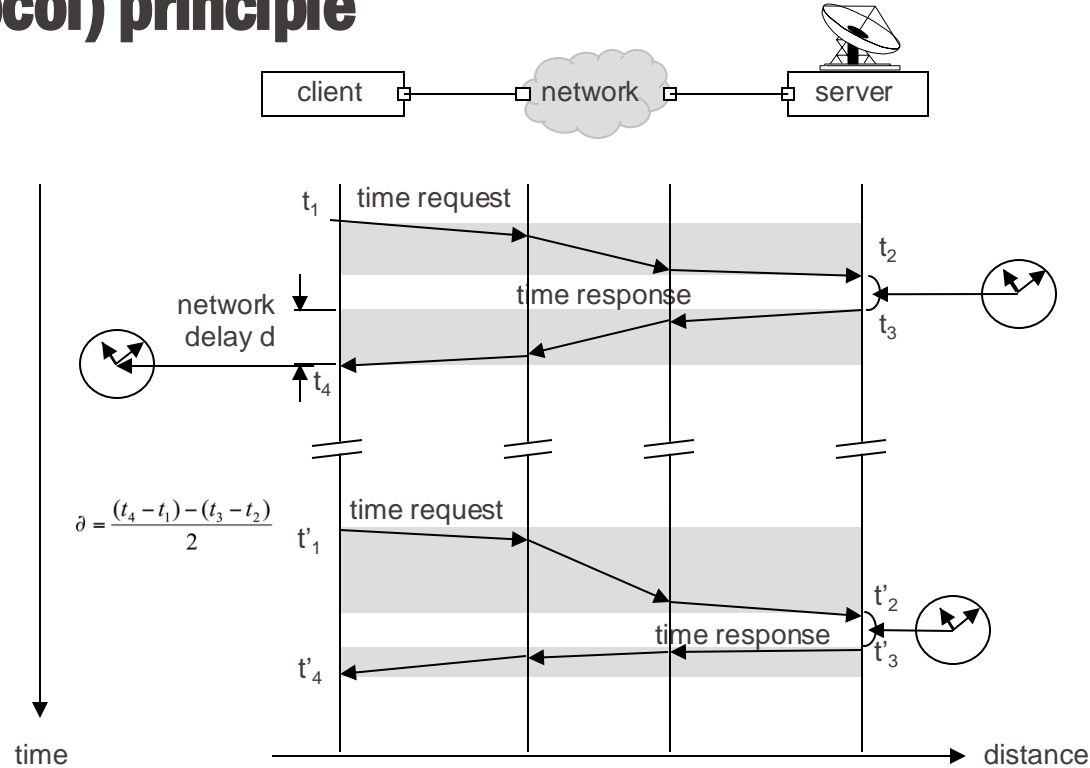 ocol) principle
client
network
server
t₁
time request
t₂
time response
network
delay d
t₃
t₄
∂ = ((t₄ − t₁) − (t₃ − t₂)) / 2
time request
t'₁
t'₂
time response
t'₃
t'₄
time
distance